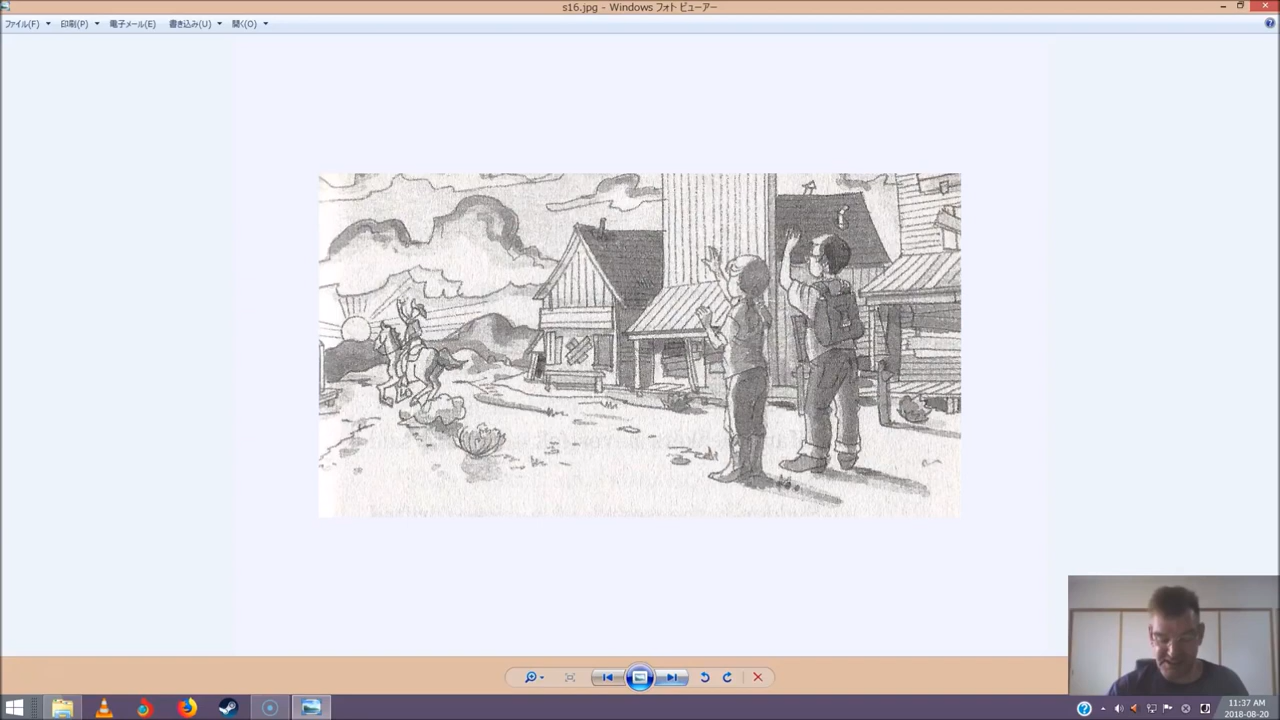 s16.jpg - Windows フォト ビューアー
ファイル(F) 印刷(P) 電子メール(E) 書き込み(U) 開く(O)
11:37 AM
2018-08-20